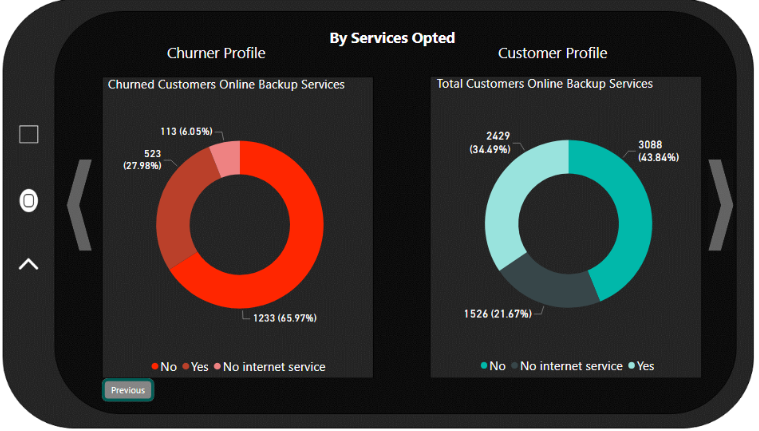 By Services Opted
Churner Profile
Customer Profile
Churned Customers Online Backup Services
113 (6.05%)
523
(27.98%)
1233 (65.97%)
No Yes No internet service
Total Customers Online Backup Services
2429
(34.49%)
3088
(43.84%)
1526 (21.67%)
No No internet service Yes
Previous